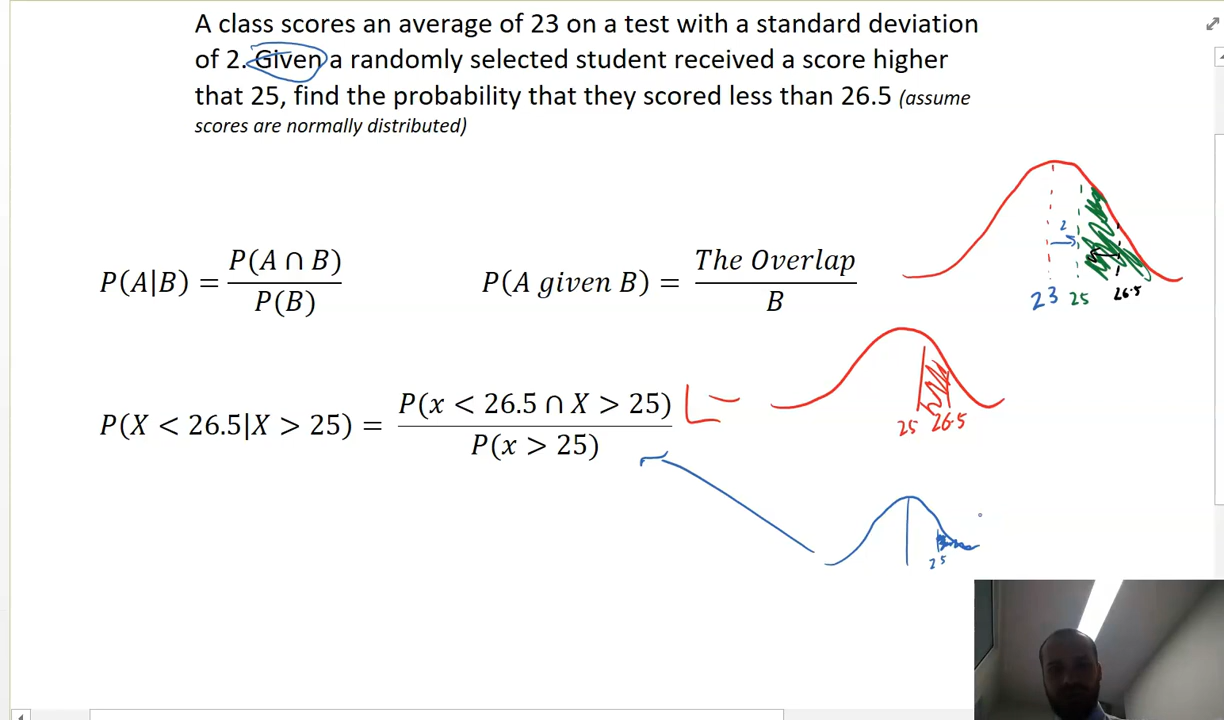 A class scores an average of 23 on a test with a standard deviation
of 2. Given a randomly selected student received a score higher
that 25, find the probability that they scored less than 26.5 (assume
scores are normally distributed)
P(A|B) = P(A ∩ B) / P(B)
P(A given B) = The Overlap / B
2
23 25 26.5
P(X < 26.5|X > 25) = P(x < 26.5 ∩ X > 25) / P(x > 25)
25 26.5
25